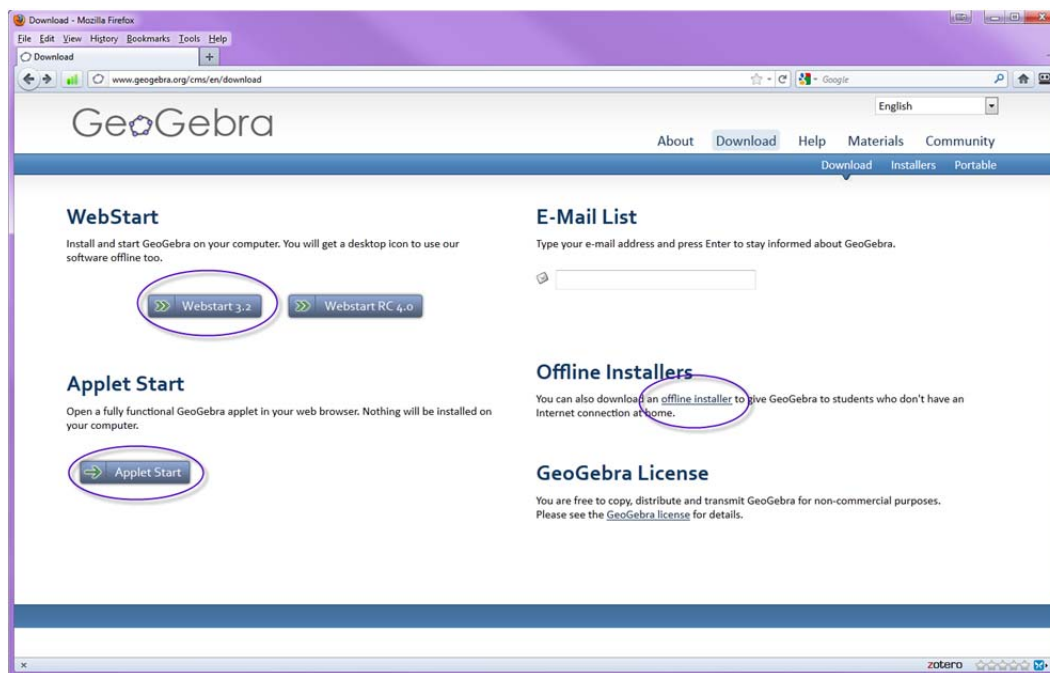 Download - Mozilla Firefox
File Edit View History Bookmarks Tools Help
Download
www.geogebra.org/cms/en/download
Google
English
GeoGebra
About Download Help Materials Community
Download Installers Portable
WebStart
Install and start GeoGebra on your computer. You will get a desktop icon to use our
software offline too.
Webstart 3.2
Webstart RC 4.0
Applet Start
Open a fully functional GeoGebra applet in your web browser. Nothing will be installed on
your computer.
Applet Start
E-Mail List
Type your e-mail address and press Enter to stay informed about GeoGebra.
Offline Installers
You can also download an offline installer to give GeoGebra to students who don't have an
Internet connection at home.
GeoGebra License
You are free to copy, distribute and transmit GeoGebra for non-commercial purposes.
Please see the GeoGebra license for details.
zotero